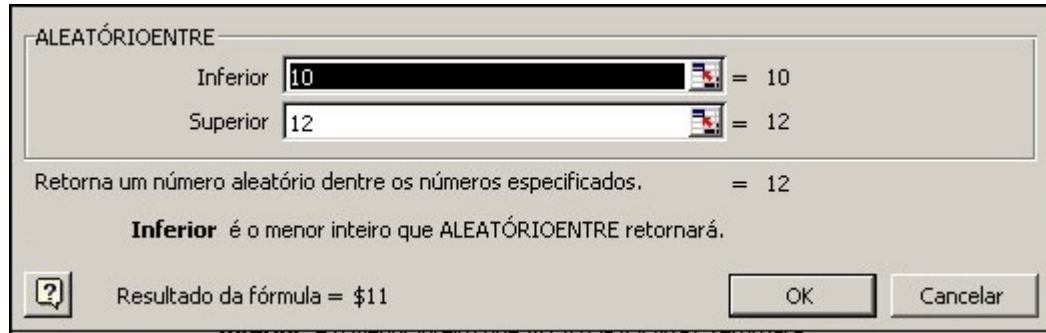 ALEATÓRIOENTRE
Inferior 10 = 10
Superior 12 = 12
Retorna um número aleatório dentre os números especificados. = 12
Inferior é o menor inteiro que ALEATÓRIOENTRE retornará.
Resultado da fórmula = $11 OK Cancelar